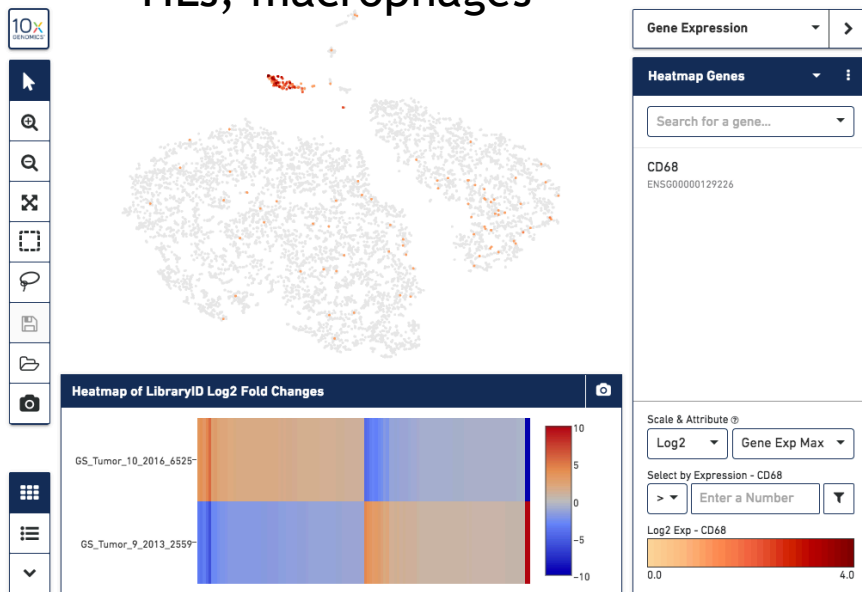 macrophages
10x
GENOMICS
Gene Expression
Heatmap Genes
Search for a gene...
CD68
ENSG00000129226
Heatmap of LibraryID Log2 Fold Changes
GS_Tumor_10_2016_6525
GS_Tumor_9_2013_2559
10
5
0
−5
−10
Scale & Attribute
Log2
Gene Exp Max
Select by Expression - CD68
>
Enter a Number
Log2 Exp - CD68
0.0
4.0